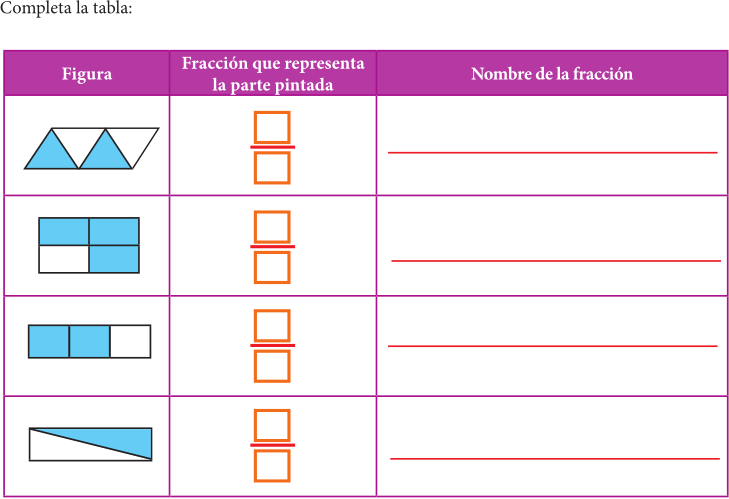 Completa la tabla:
Figura
Fracción que representa
la parte pintada
Nombre de la fracción